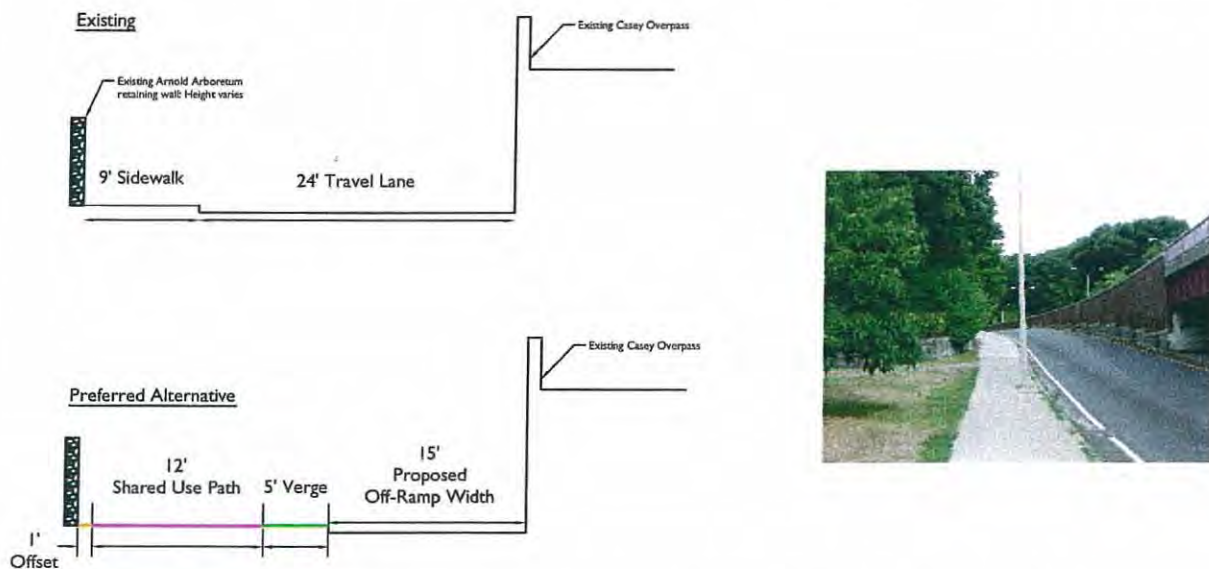 Existing
Existing Casey Overpass
Existing Arnold Arboretum
retaining wall: Height varies
9' Sidewalk
24' Travel Lane
Existing Casey Overpass
Preferred Alternative
12'
Shared Use Path
5' Verge
15'
Proposed
Off-Ramp Width
1'
Offset